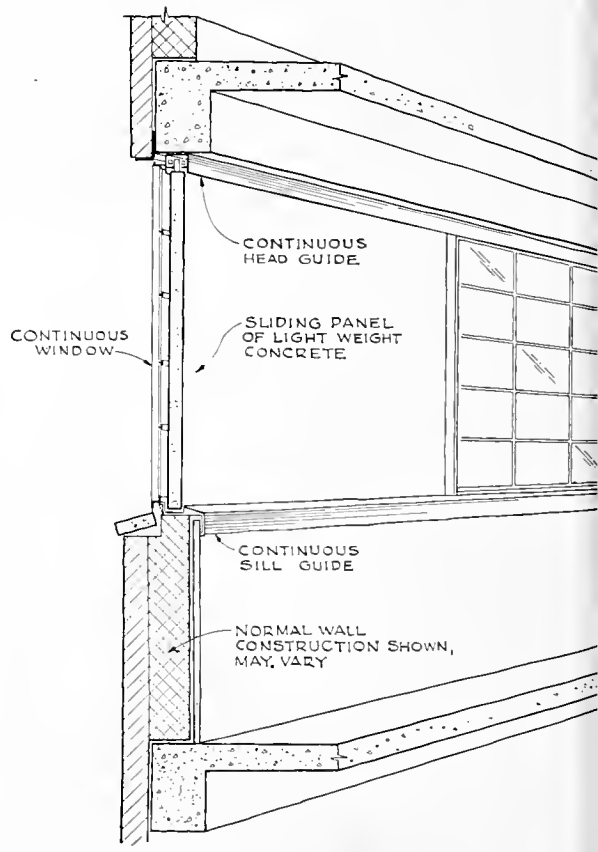 CONTINUOUS
HEAD GUIDE
SLIDING PANEL
OF LIGHT WEIGHT
CONCRETE
CONTINUOUS
WINDOW
CONTINUOUS
SILL GUIDE
NORMAL WALL
CONSTRUCTION SHOWN,
MAY. VARY